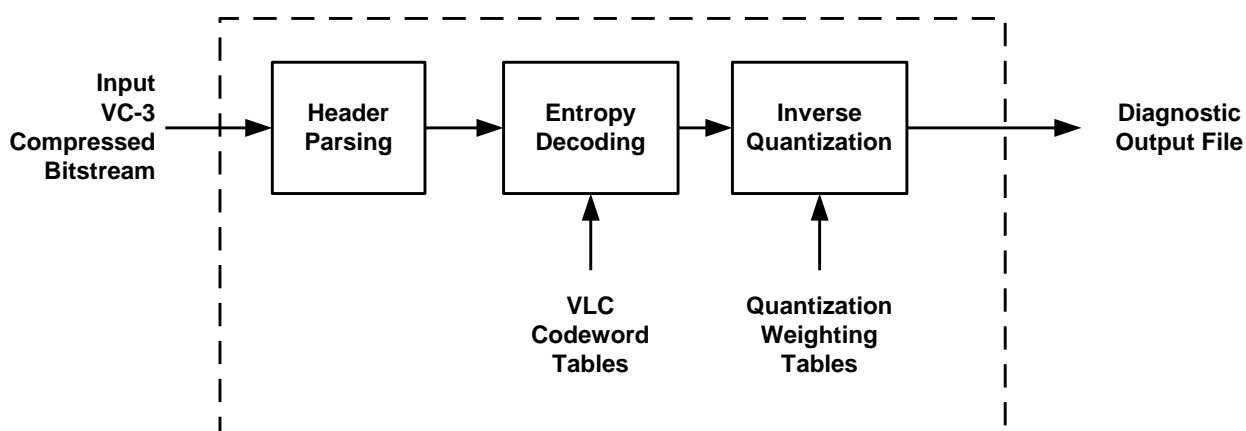 Input
VC-3
Compressed
Bitstream
Header
Parsing
Entropy
Decoding
Inverse
Quantization
Diagnostic
Output File
VLC
Codeword
Tables
Quantization
Weighting
Tables